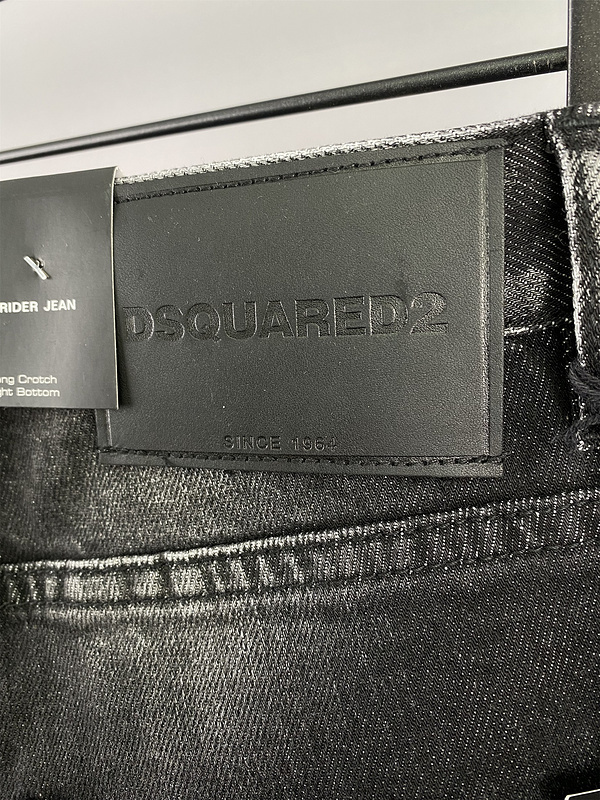 RIDER JEAN
ng Crotch
ght Bottom
DSQUARED2
SINCE 1964